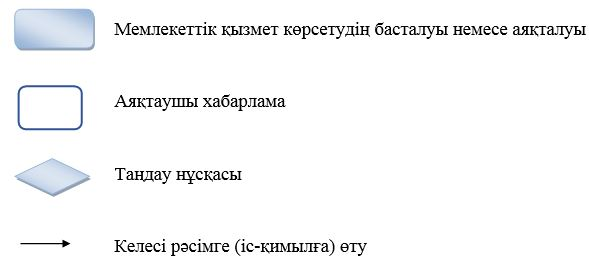 Мемлекеттік қызмет көрсетудің басталуы немесе аяқталуы
Аяқтаушы хабарлама
Таңдау нұсқасы
Келесі рәсімге (іс-қимылға) өту